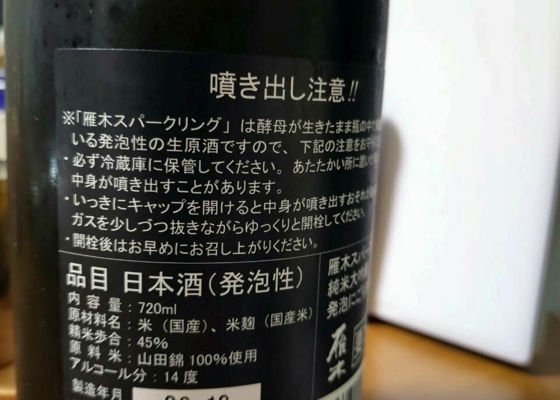 噴き出し注意!!
※「雁木スパークリング」は酵母が生きたまま瓶の中で
いる発泡性の生原酒ですので、下記の注意をお守り
・必ず冷蔵庫に保管してください。あたたかい所に置いた
中身が噴き出すことがあります。
・いっきにキャップを開けると中身が噴き出すおそれが
ガスを少しづつ抜きながらゆっくりと開栓してください。
・開栓後はお早めにお召し上がりください。
品目 日本酒(発泡性)
内容量:720ml
原材料名:米(国産)、米麹(国産米)
精米歩合:45%
原料米:山田錦100%使用
アルコール分:14度
製造年月
雁木スパー
純米大吟
発泡にご
雁木